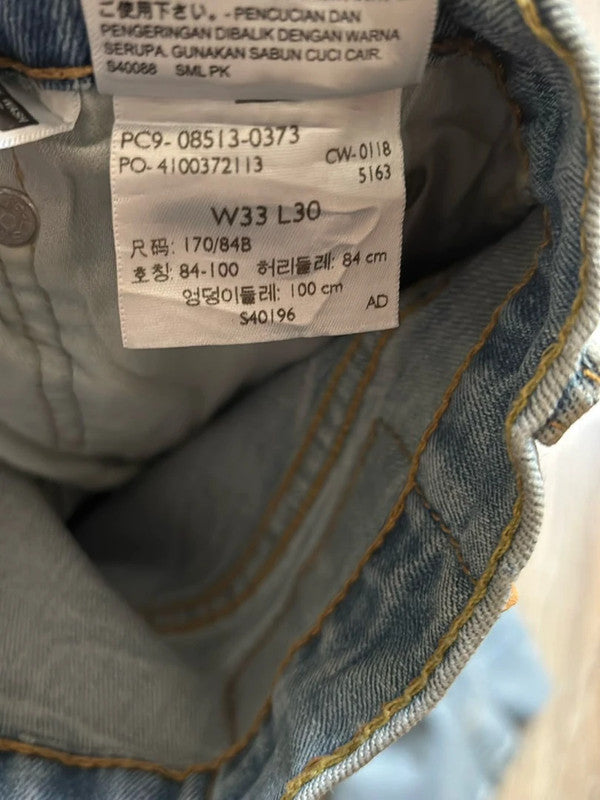 ご使用下さい。-PENCUCIAN DAN
PENGERINGAN DIBALIK DENGAN WARNA
SERUPA. GUNAKAN SABUN CUCI CAIR.
S40088 SML PK
PC9- 08513-0373
PO- 4100372113
CW-0118
5163
W33 L30
尺码: 170/84B
호칭: 84-100 허리둘레: 84 cm
엉덩이둘레: 100 cm
S40196
AD